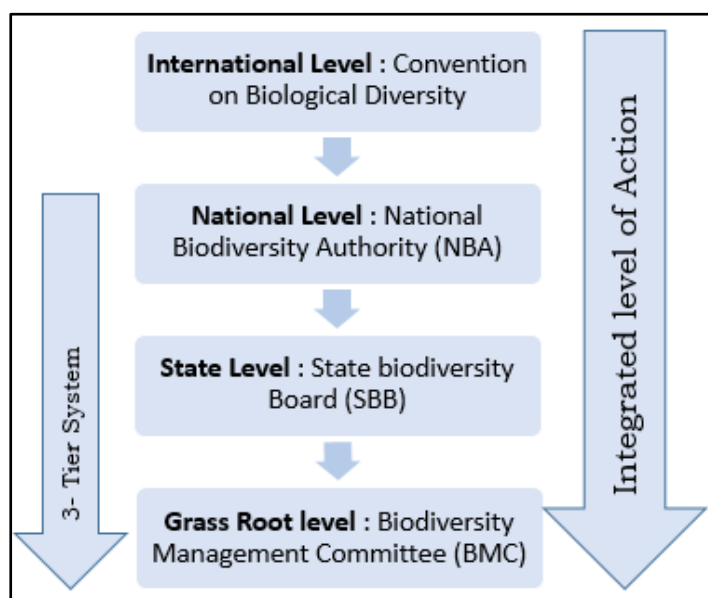 International Level : Convention
on Biological Diversity
National Level : National
Biodiversity Authority (NBA)
State Level : State biodiversity
Board (SBB)
Grass Root level : Biodiversity
Management Committee (BMC)
3- Tier System
Integrated level of Action